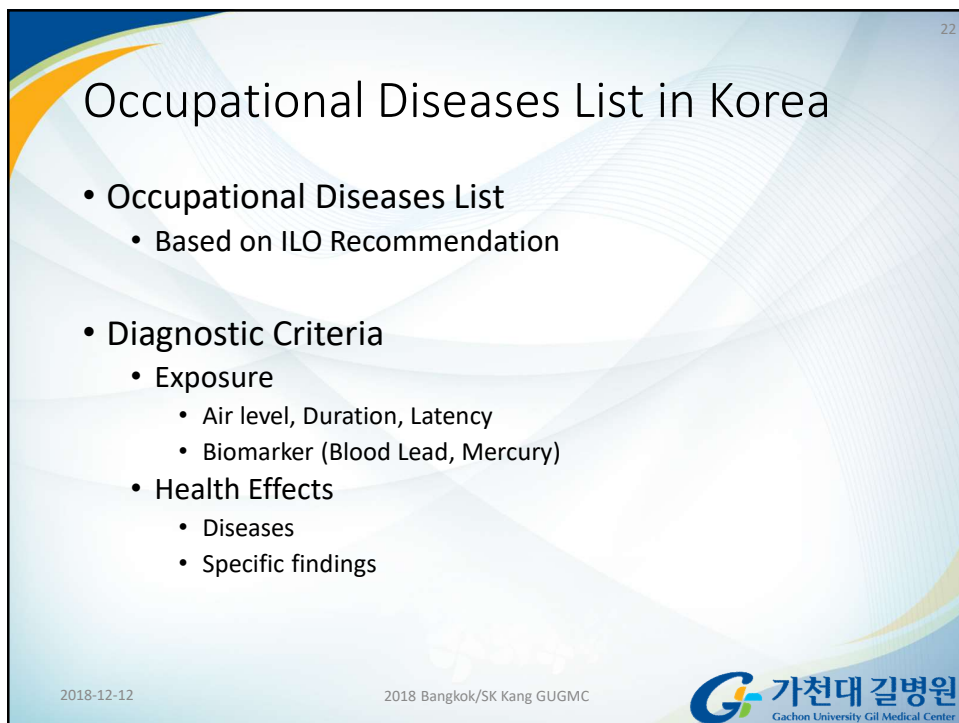 22
Occupational Diseases List in Korea
• Occupational Diseases List
• Based on ILO Recommendation
• Diagnostic Criteria
• Exposure
• Air level, Duration, Latency
• Biomarker (Blood Lead, Mercury)
• Health Effects
• Diseases
• Specific findings
2018-12-12
2018 Bangkok/SK Kang GUGMC
가천대 길병원
Gachon University Gil Medical Center